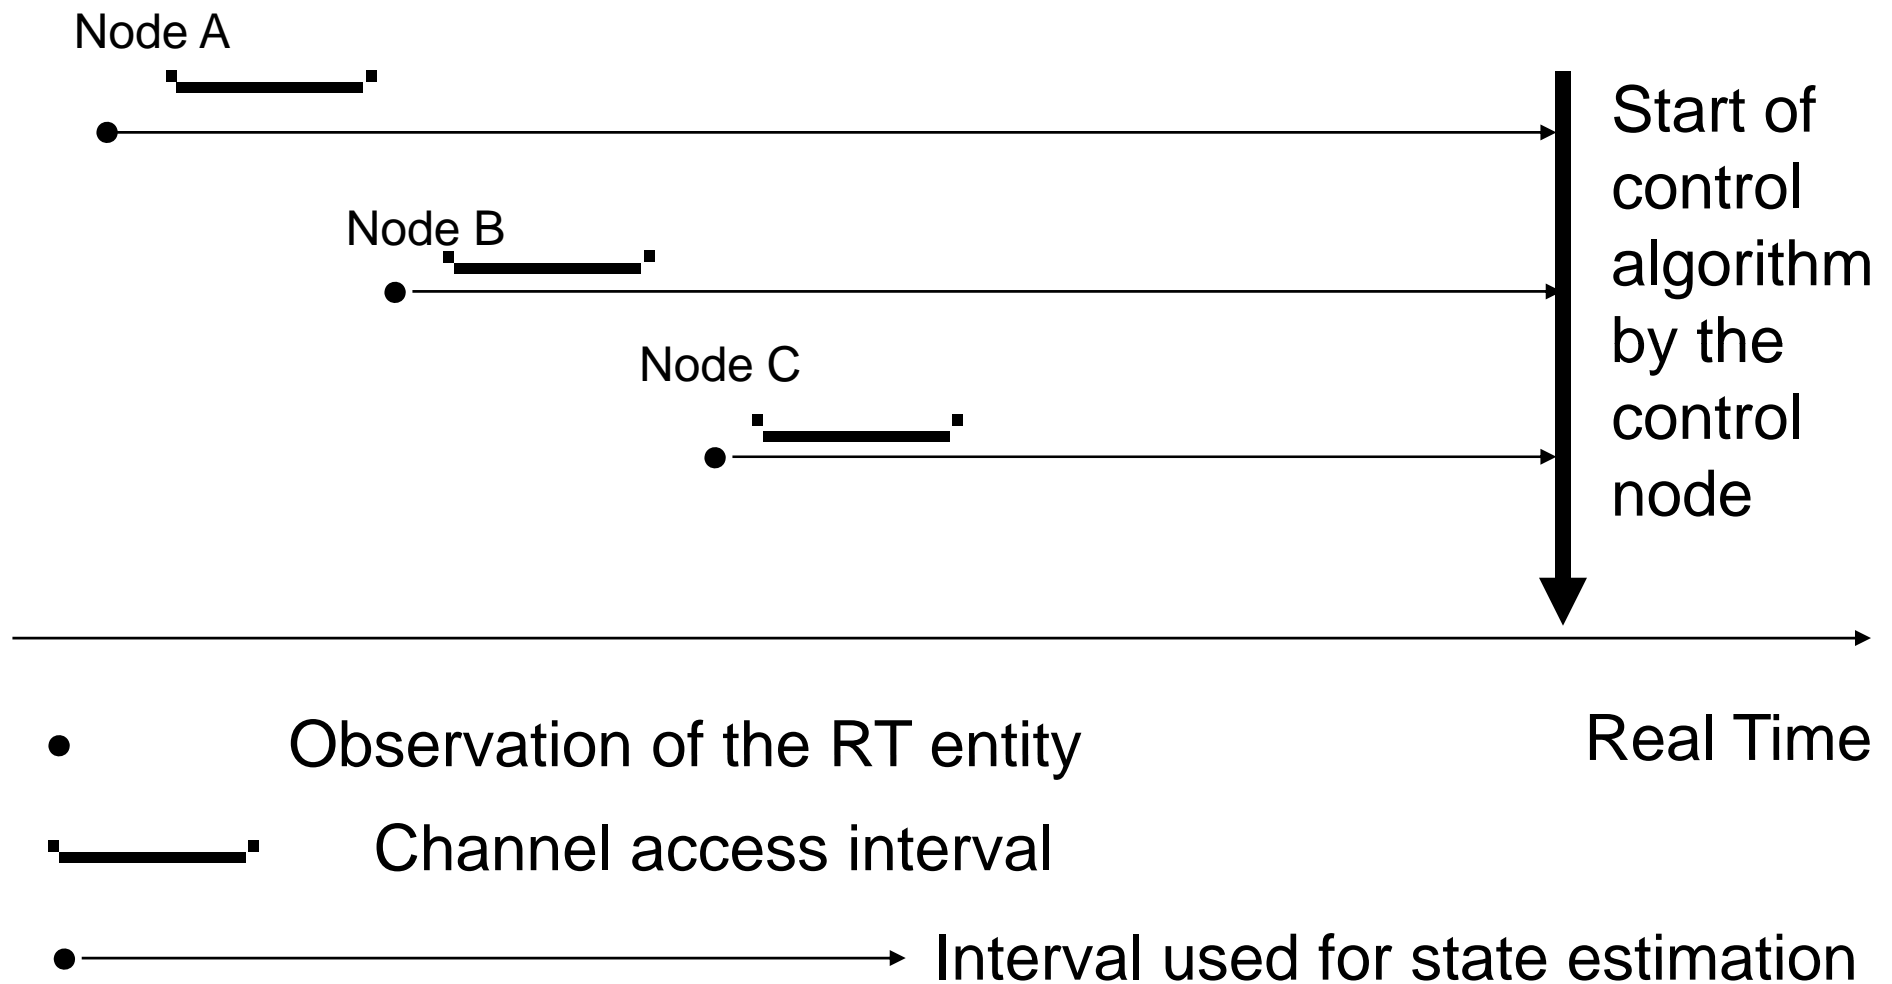 Node A
Start of
control
algorithm
by the
control
node
Node B
Node C
Real Time
Observation of the RT entity
Channel access interval
Interval used for state estimation